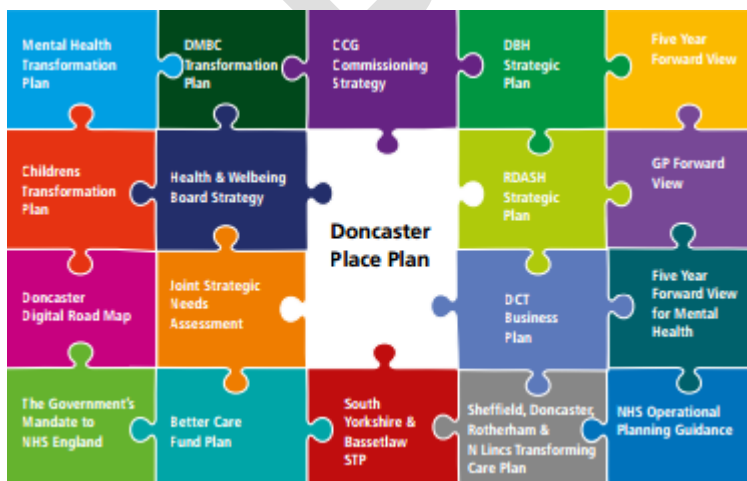 Mental Health
Transformation
Plan
DMBC
Transformation
Plan
CCG
Commissioning
Strategy
DBH
Strategic
Plan
Five Year
Forward View
Childrens
Transformation
Plan
Health & Wellbeing
Board Strategy
Doncaster
Place Plan
RDASH
Strategic
Plan
GP Forward
View
Doncaster
Digital Road Map
Joint Strategic
Needs
Assessment
DCT
Business
Plan
Five Year
Forward View
for Mental
Health
The Government's
Mandate to
NHS England
Better Care
Fund Plan
South
Yorkshire &
Bassetlaw
STP
Sheffield, Doncaster,
Rotherham &
N Lincs Transforming
Care Plan
NHS Operational
Planning Guidance